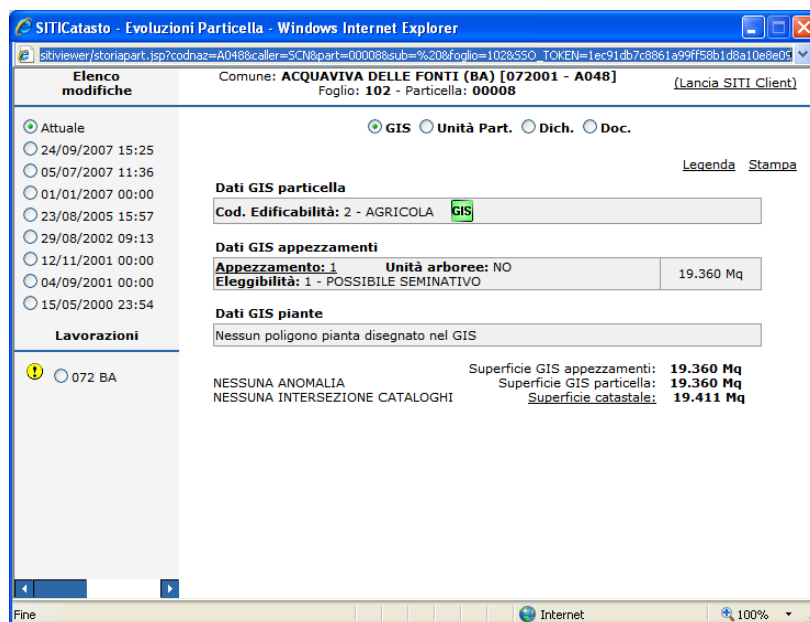 SITICatasto - Evoluzioni Particella - Windows Internet Explorer
sitiviewer/storiapart.jsp?codnaz=A048&caller=SCN&part=00008&sub=%20&foglio=102&SSO_TOKEN=1ec91db7c8861a99ff58b1d8a10e8e09
Elenco modifiche
Comune: ACQUAVIVA DELLE FONTI (BA) [072001 - A048]
Foglio: 102 - Particella: 00008
(Lancia SITI Client)
Attuale
24/09/2007 15:25
05/07/2007 11:36
01/01/2007 00:00
23/08/2005 15:57
29/08/2002 09:13
12/11/2001 00:00
04/09/2001 00:00
15/05/2000 23:54
Lavorazioni
072 BA
GIS Unità Part. Dich. Doc.
Legenda Stampa
Dati GIS particella
Cod. Edificabilità: 2 - AGRICOLA GIS
Dati GIS appezzamenti
Appezzamento: 1 Unità arboree: NO
Eleggibilità: 1 - POSSIBILE SEMINATIVO
19.360 Mq
Dati GIS piante
Nessun poligono pianta disegnato nel GIS
Superficie GIS appezzamenti: 19.360 Mq
NESSUNA ANOMALIA Superficie GIS particella: 19.360 Mq
NESSUNA INTERSEZIONE CATALOGHI Superficie catastale: 19.411 Mq
Fine Internet 100%